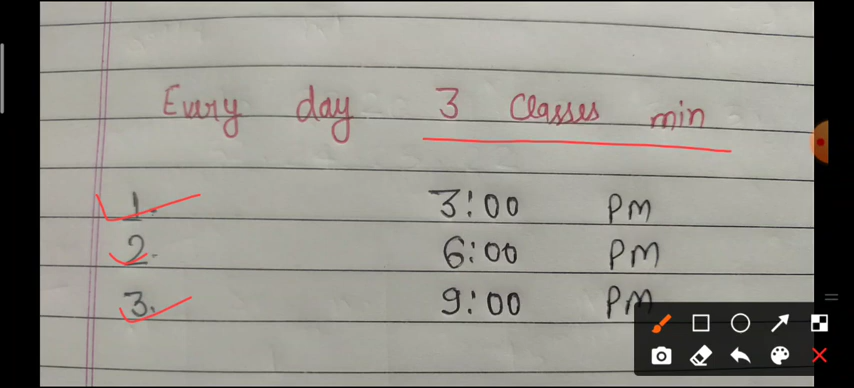 Every day 3 Classes min
1. 3:00 PM
2. 6:00 PM
3. 9:00 PM